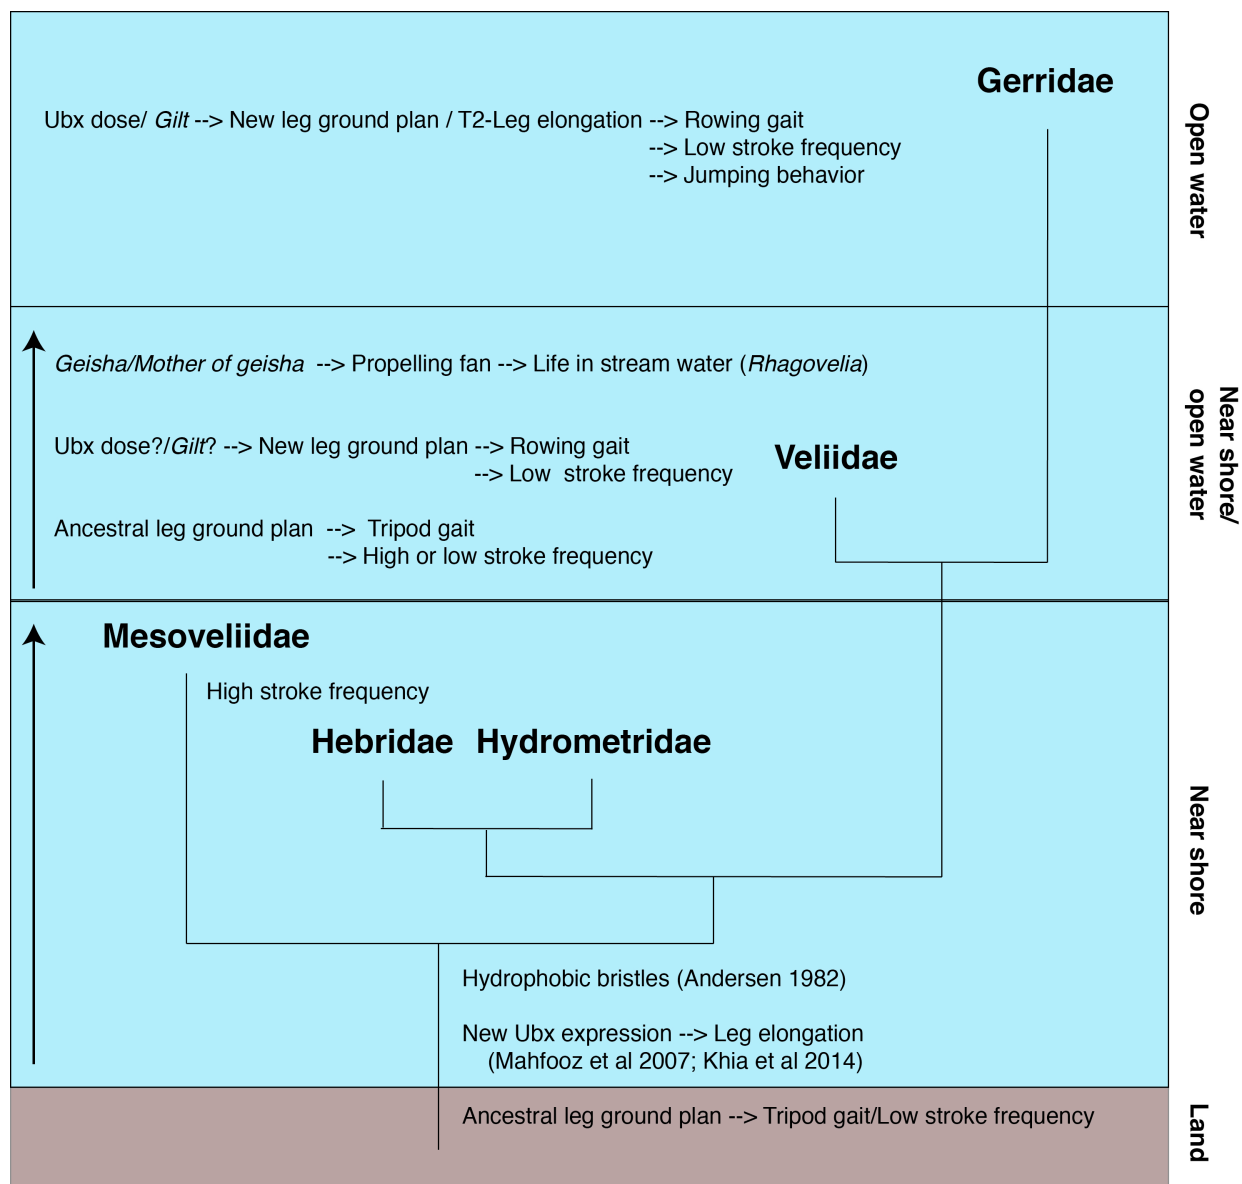 Gerridae
Ubx dose/ Gilt --> New leg ground plan / T2-Leg elongation --> Rowing gait
--> Low stroke frequency
--> Jumping behavior
Open water
Geisha/Mother of geisha --> Propelling fan --> Life in stream water (Rhagovelia)
Ubx dose?/Gilt? --> New leg ground plan --> Rowing gait
--> Low stroke frequency
Veliidae
Ancestral leg ground plan --> Tripod gait
--> High or low stroke frequency
Near shore/
open water
Mesoveliidae
High stroke frequency
Hebridae Hydrometridae
Near shore
Hydrophobic bristles (Andersen 1982)
New Ubx expression --> Leg elongation
(Mahfooz et al 2007; Khia et al 2014)
Ancestral leg ground plan --> Tripod gait/Low stroke frequency
Land